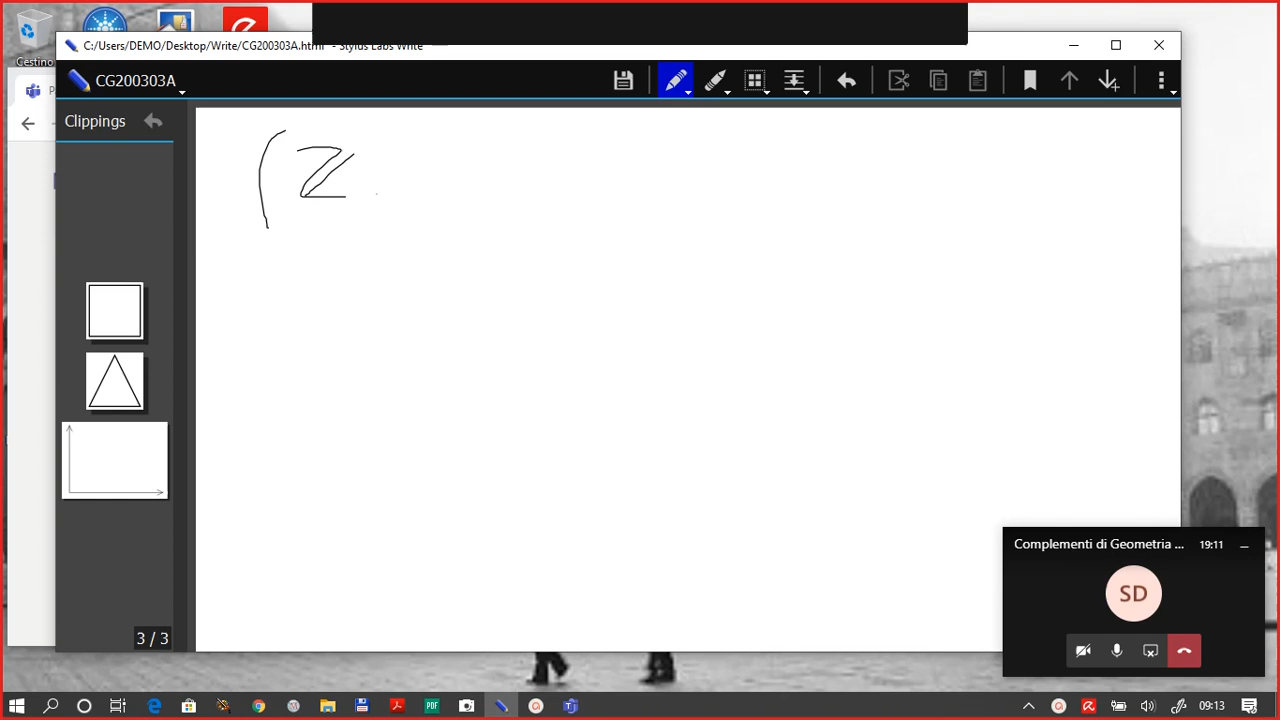 Cestino
C:/Users/DEMO/Desktop/Write/CG200303A.html - Stylus Labs Write
CG200303A
Clippings
(ℤ
3 / 3
Complementi di Geometria ... 19:11
SD
09:13